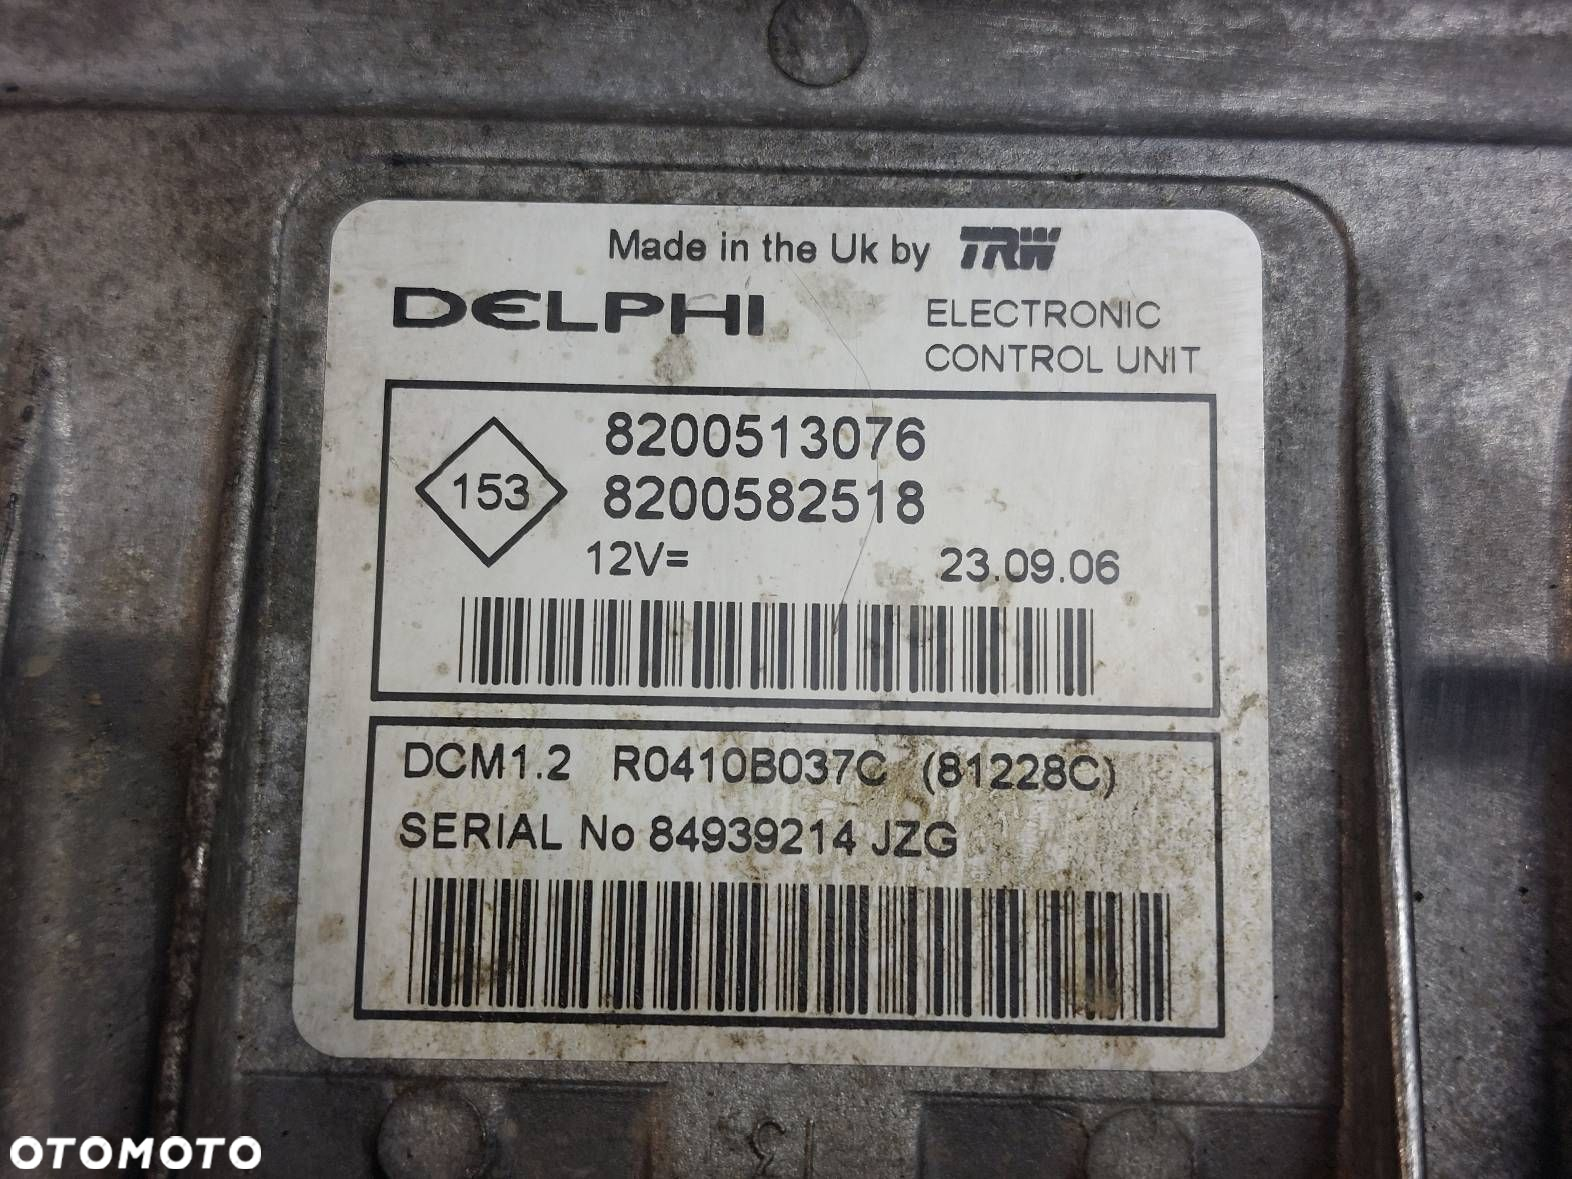 Made in the Uk by TRW
DELPHI
ELECTRONIC
CONTROL UNIT
153
8200513076
8200582518
12V=
23.09.06
DCM1.2 R0410B037C (81228C)
SERIAL No 84939214 JZG
OTOMOTO